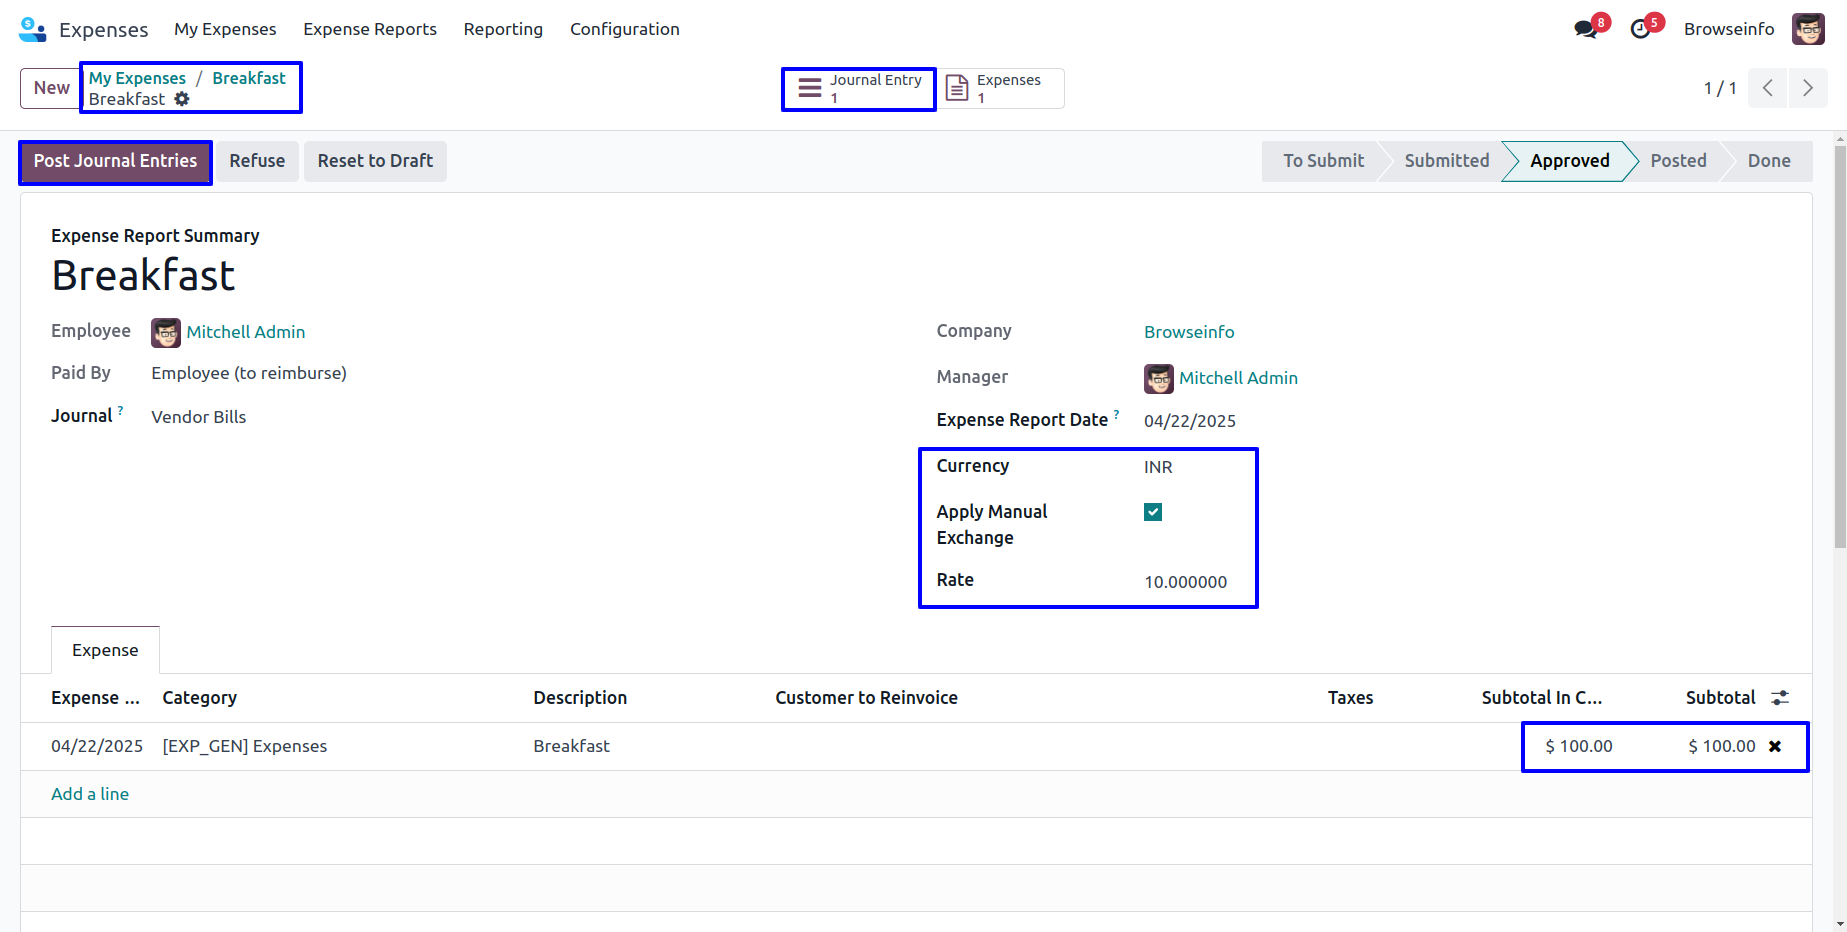 Expenses My Expenses Expense Reports Reporting Configuration 8 5 Browseinfo
New My Expenses / Breakfast Journal Entry Expenses
Breakfast 1 1 1 / 1
Post Journal Entries Refuse Reset to Draft To Submit Submitted Approved Posted Done
Expense Report Summary
Breakfast
Employee Mitchell Admin Company Browseinfo
Paid By Employee (to reimburse) Manager Mitchell Admin
Journal ? Vendor Bills Expense Report Date ? 04/22/2025
Currency INR
Apply Manual
Exchange
Rate 10.000000
Expense
Expense ... Category Description Customer to Reinvoice Taxes Subtotal In C... Subtotal
04/22/2025 [EXP_GEN] Expenses Breakfast $ 100.00 $ 100.00
Add a line